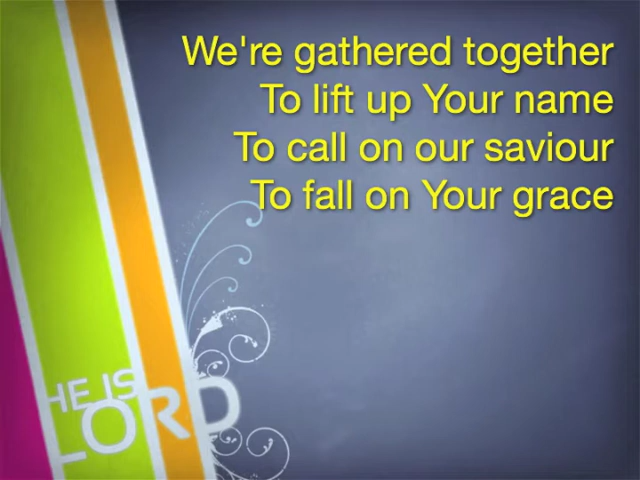 We're gathered together
To lift up Your name
To call on our saviour
To fall on Your grace
HE IS
LORD